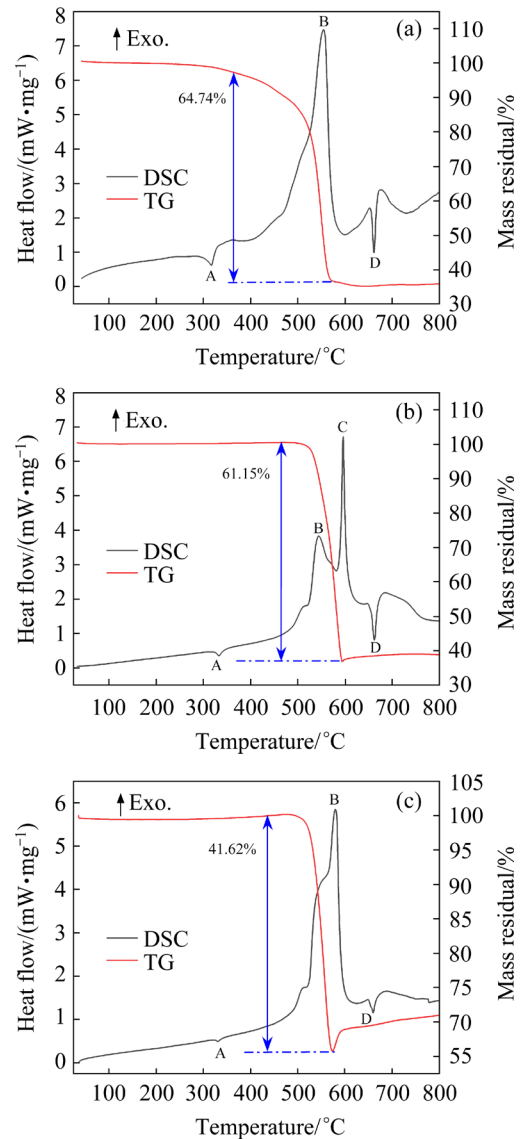 ↑ Exo.
(a)
B
64.74%
DSC
TG
A
D
8
7
6
5
4
3
2
1
0
Heat flow/(mW•mg⁻¹)
110
100
90
80
70
60
50
40
30
Mass residual/%
100 200 300 400 500 600 700 800
Temperature/°C
↑ Exo.
(b)
C
61.15%
B
DSC
TG
A
D
8
7
6
5
4
3
2
1
0
Heat flow/(mW•mg⁻¹)
110
100
90
80
70
60
50
40
30
Mass residual/%
100 200 300 400 500 600 700 800
Temperature/°C
↑ Exo.
B
(c)
41.62%
DSC
TG
A
D
6
5
4
3
2
1
0
Heat flow/(mW•mg⁻¹)
105
100
95
90
85
80
75
70
55
Mass residual/%
100 200 300 400 500 600 700 800
Temperature/°C